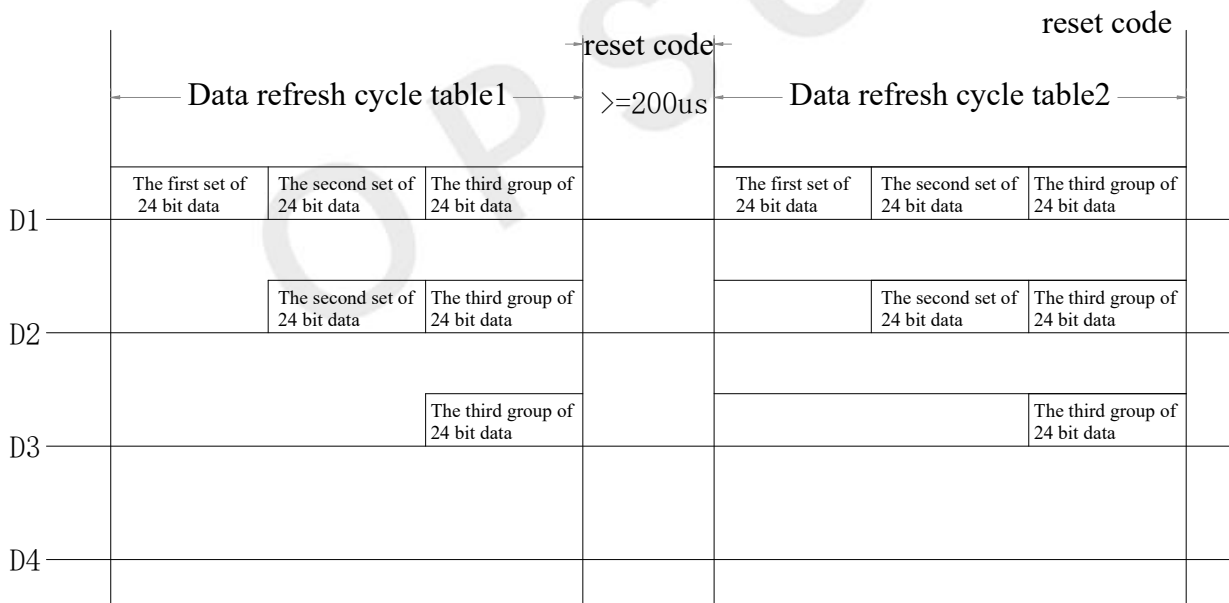 reset code
reset code
Data refresh cycle table1
>=200us
Data refresh cycle table2
The first set of
24 bit data
The second set of
24 bit data
The third group of
24 bit data
The first set of
24 bit data
The second set of
24 bit data
The third group of
24 bit data
D1
The second set of
24 bit data
The third group of
24 bit data
The second set of
24 bit data
The third group of
24 bit data
D2
The third group of
24 bit data
The third group of
24 bit data
D3
D4
OPSO